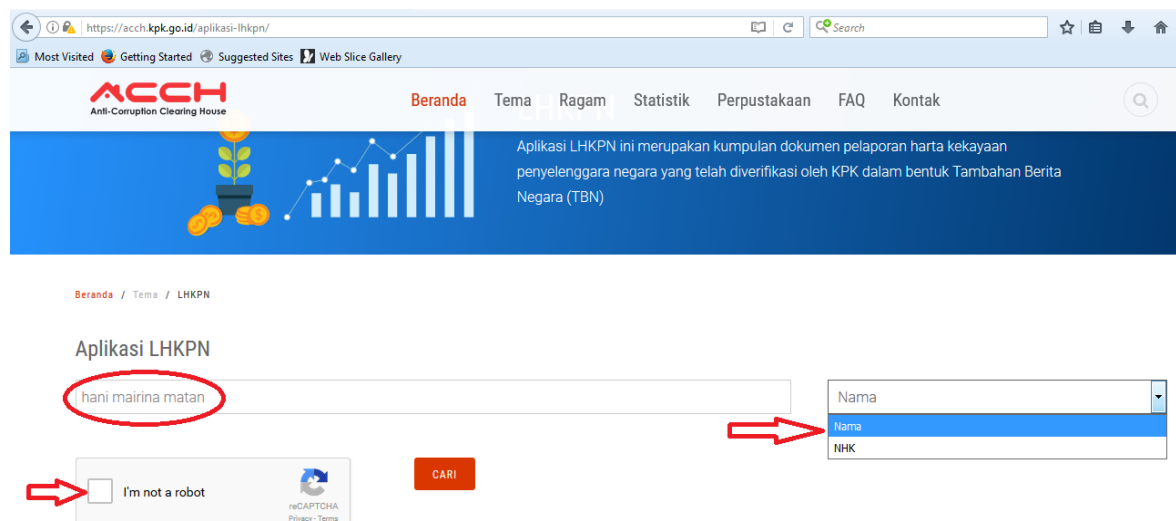 https://acch.kpk.go.id/aplikasi-lhkpn/
Search
Most Visited Getting Started Suggested Sites Web Slice Gallery
ACCH
Anti-Corruption Clearing House
Beranda Tema Ragam Statistik Perpustakaan FAQ Kontak
LHKPN
Aplikasi LHKPN ini merupakan kumpulan dokumen pelaporan harta kekayaan
penyelenggara negara yang telah diverifikasi oleh KPK dalam bentuk Tambahan Berita
Negara (TBN)
Beranda / Tema / LHKPN
Aplikasi LHKPN
hani mairina matan
Nama
Nama
NHK
I'm not a robot
reCAPTCHA
Privacy - Terms
CARI